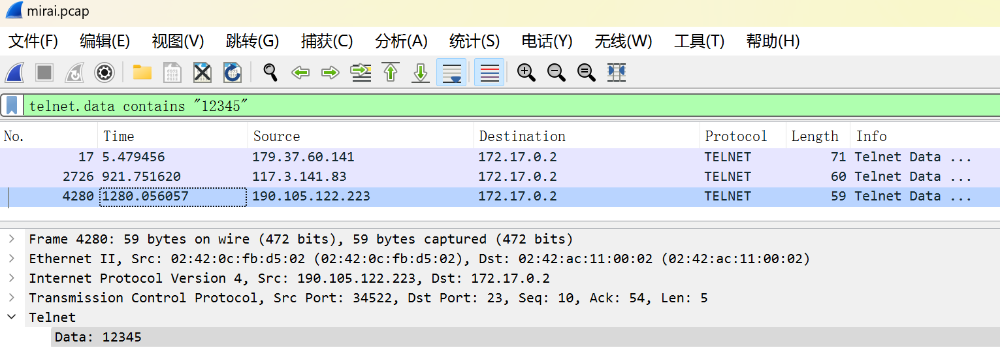 mirai.pcap
文件(F) 编辑(E) 视图(V) 跳转(G) 捕获(C) 分析(A) 统计(S) 电话(Y) 无线(W) 工具(T) 帮助(H)
telnet.data contains "12345"
No. Time Source Destination Protocol Length Info
17 5.479456 179.37.60.141 172.17.0.2 TELNET 71 Telnet Data ...
2726 921.751620 117.3.141.83 172.17.0.2 TELNET 60 Telnet Data ...
4280 1280.056057 190.105.122.223 172.17.0.2 TELNET 59 Telnet Data ...
Frame 4280: 59 bytes on wire (472 bits), 59 bytes captured (472 bits)
Ethernet II, Src: 02:42:0c:fb:d5:02 (02:42:0c:fb:d5:02), Dst: 02:42:ac:11:00:02 (02:42:ac:11:00:02)
Internet Protocol Version 4, Src: 190.105.122.223, Dst: 172.17.0.2
Transmission Control Protocol, Src Port: 34522, Dst Port: 23, Seq: 10, Ack: 54, Len: 5
Telnet
Data: 12345